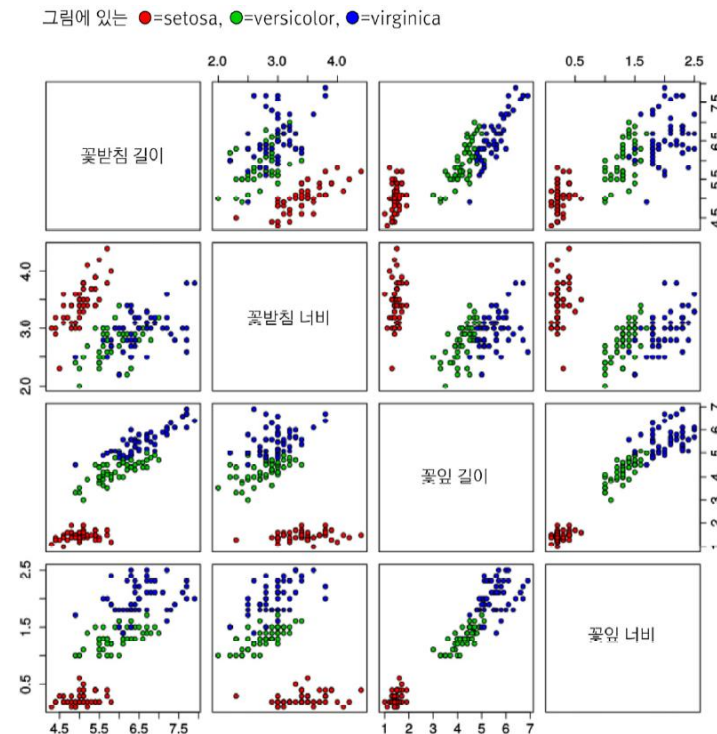 그림에 있는 ●=setosa, ●=versicolor, ●=virginica
2.0 3.0 4.0 0.5 1.5 2.5
꽃받침 길이
4.5 5.5 6.5 7.5
2.0 3.0 4.0
꽃받침 너비
꽃잎 길이
1 2 3 4 5 6 7
0.5 1.5 2.5
꽃잎 너비
4.5 5.5 6.5 7.5 1 2 3 4 5 6 7